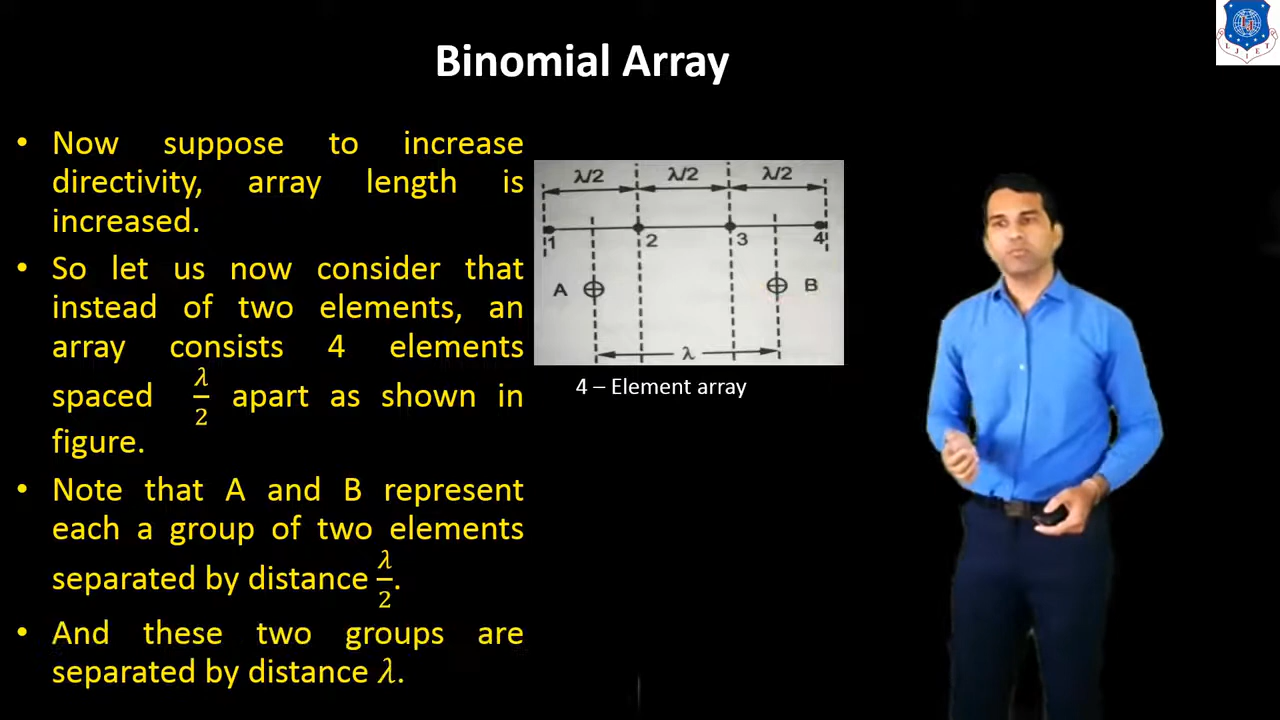 Binomial Array
• Now suppose to increase
directivity, array length is
increased.
• So let us now consider that
instead of two elements, an
array consists 4 elements
spaced λ/2 apart as shown in
figure.
• Note that A and B represent
each a group of two elements
separated by distance λ/2.
• And these two groups are
separated by distance λ.
λ/2 λ/2 λ/2
1 2 3 4
A B
λ
4 – Element array
LJIET